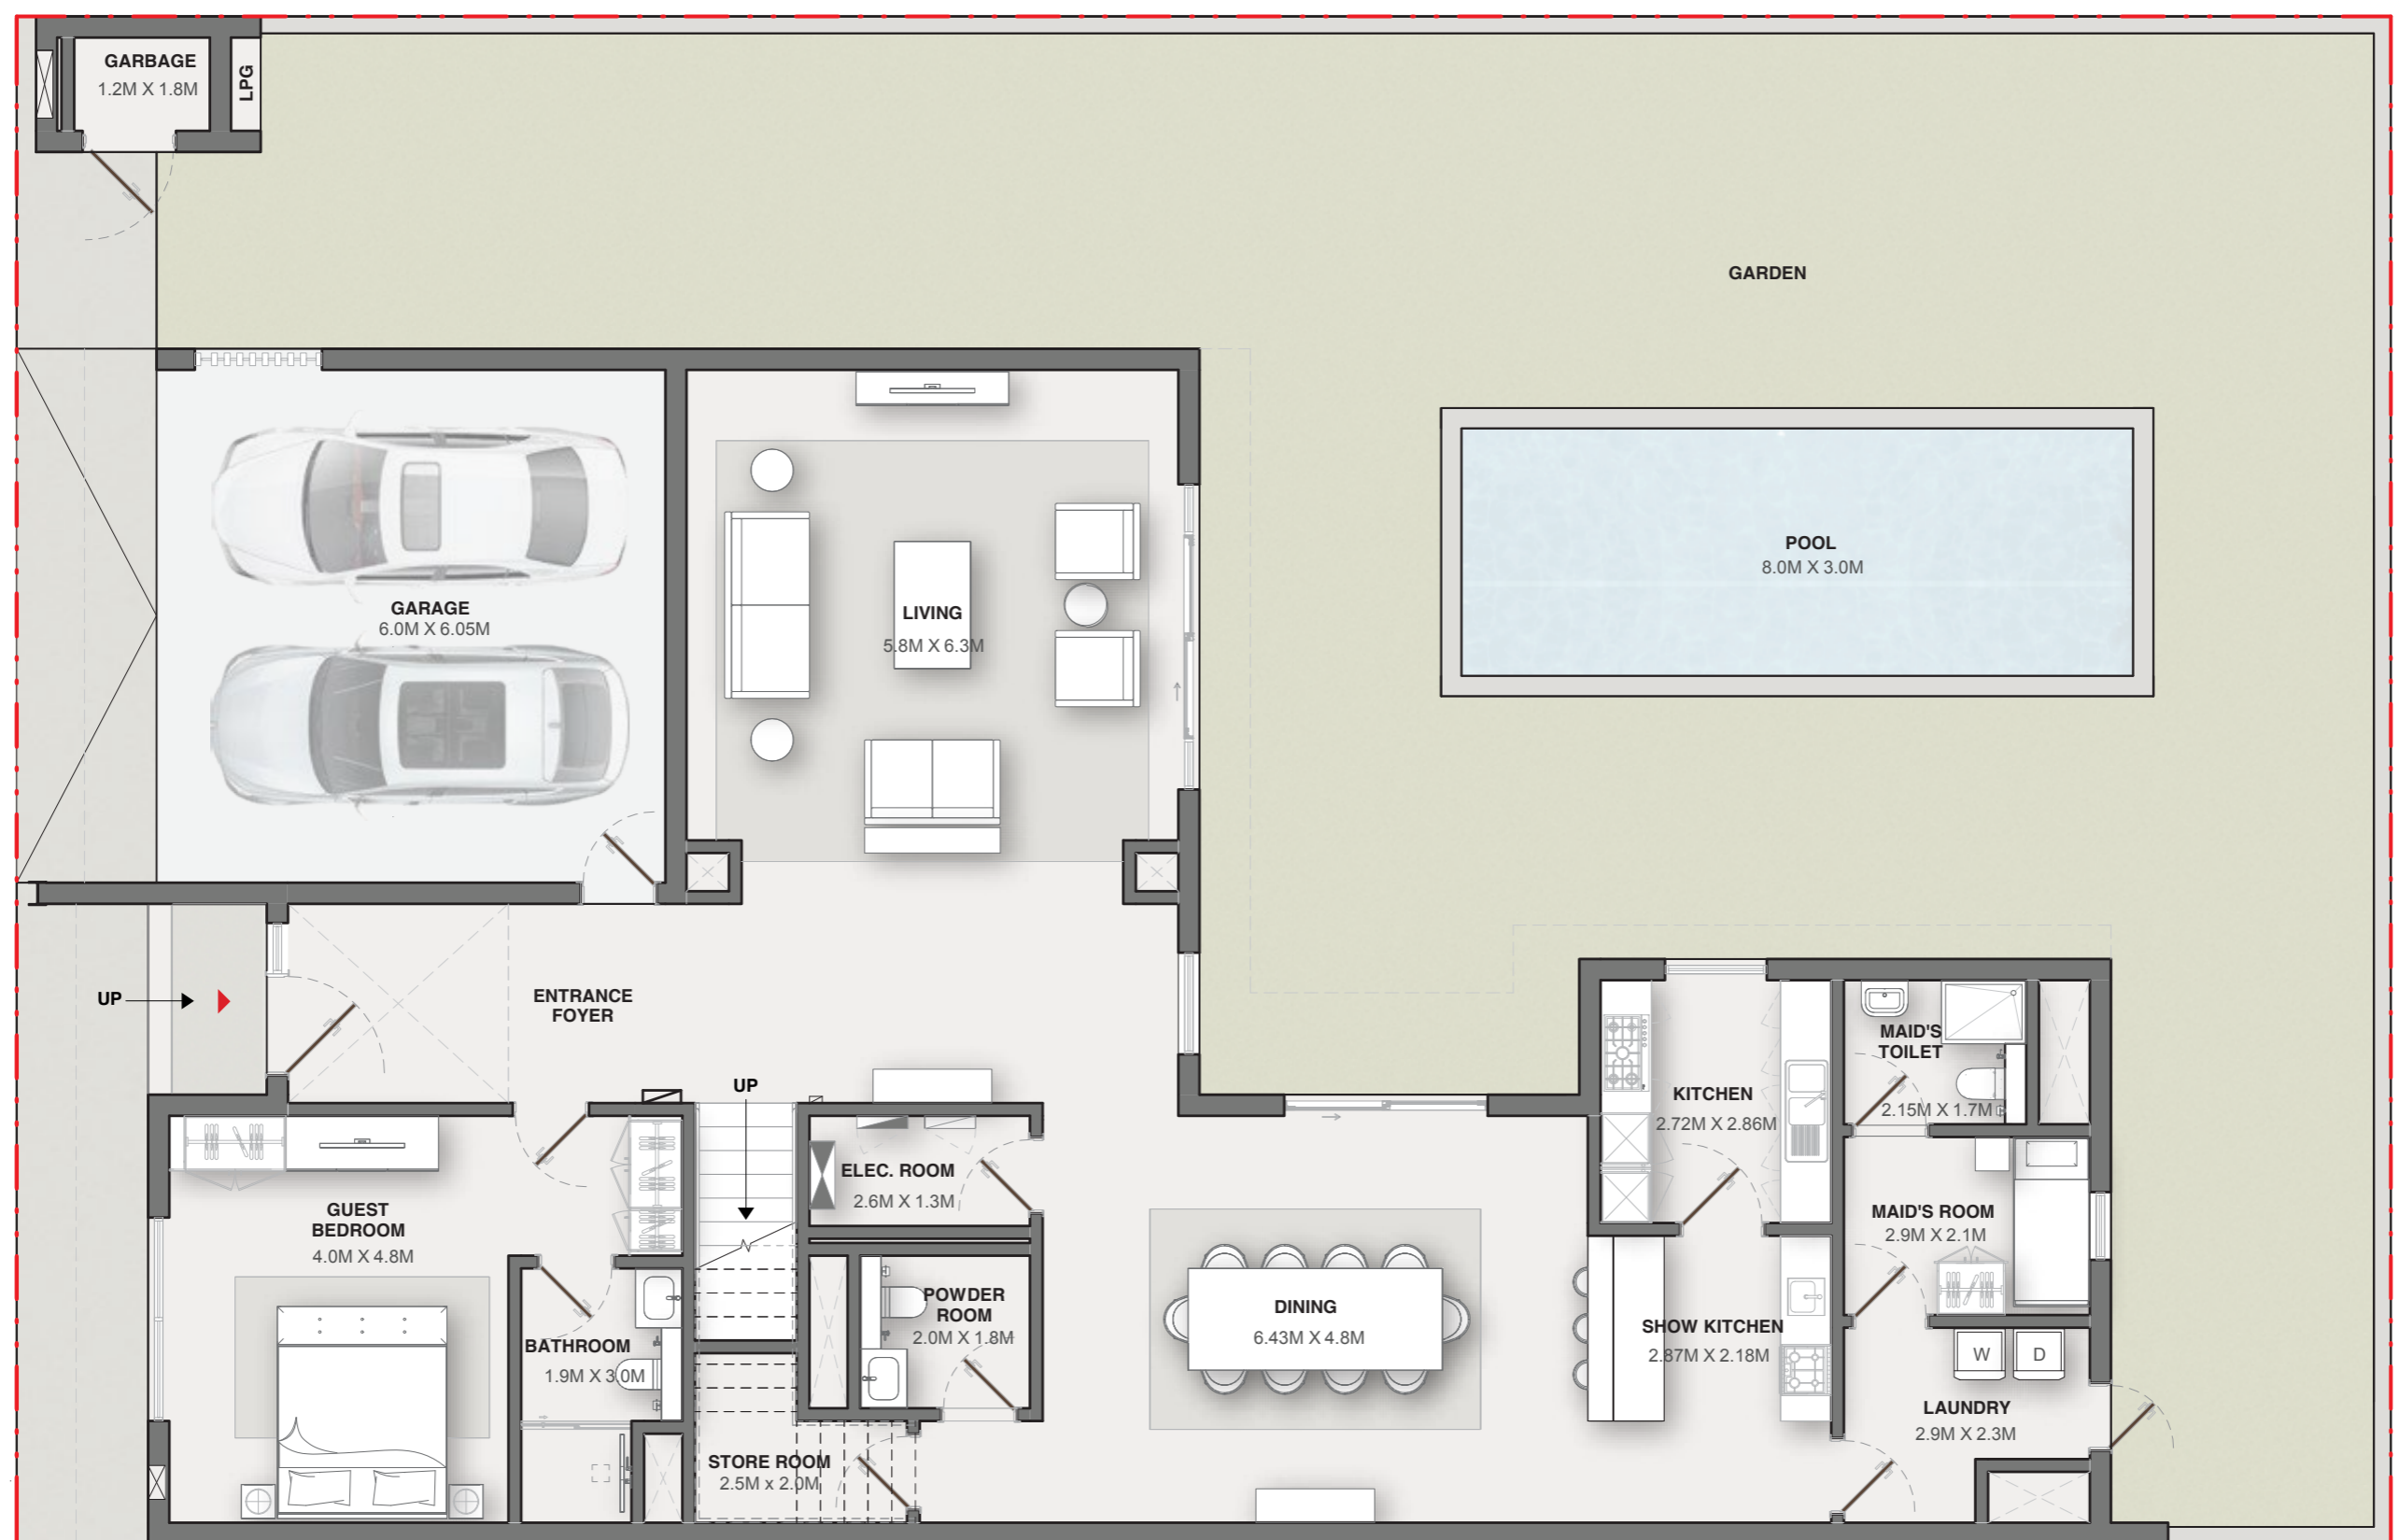 GARBAGE
1.2M X 1.8M
LPG
GARDEN
POOL
8.0M X 3.0M
GARAGE
6.0M X 6.05M
LIVING
5.8M X 6.3M
UP
ENTRANCE
FOYER
UP
KITCHEN
2.72M X 2.86M
MAID'S
TOILET
2.15M X 1.7M
ELEC. ROOM
2.6M X 1.3M
GUEST
BEDROOM
4.0M X 4.8M
MAID'S ROOM
2.9M X 2.1M
POWDER
ROOM
2.0M X 1.8M
DINING
6.43M X 4.8M
SHOW KITCHEN
2.87M X 2.18M
BATHROOM
1.9M X 3.0M
W
D
LAUNDRY
2.9M X 2.3M
STORE ROOM
2.5M x 2.0M